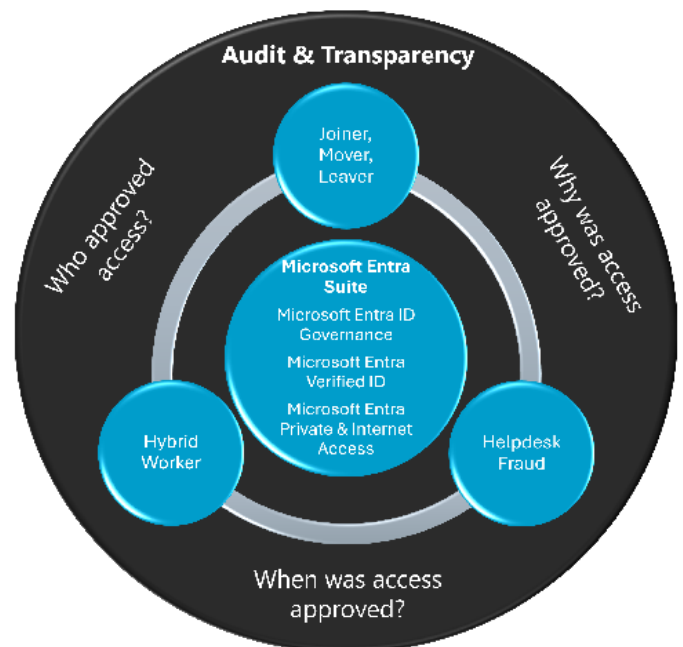 Audit & Transparency
Joiner,
Mover,
Leaver
Who approved
access?
Why was access
approved?
Microsoft Entra
Suite
Microsoft Entra ID
Governance
Microsoft Entra
Verified ID
Microsoft Entra
Private & Internet
Access
Hybrid
Worker
Helpdesk
Fraud
When was access
approved?